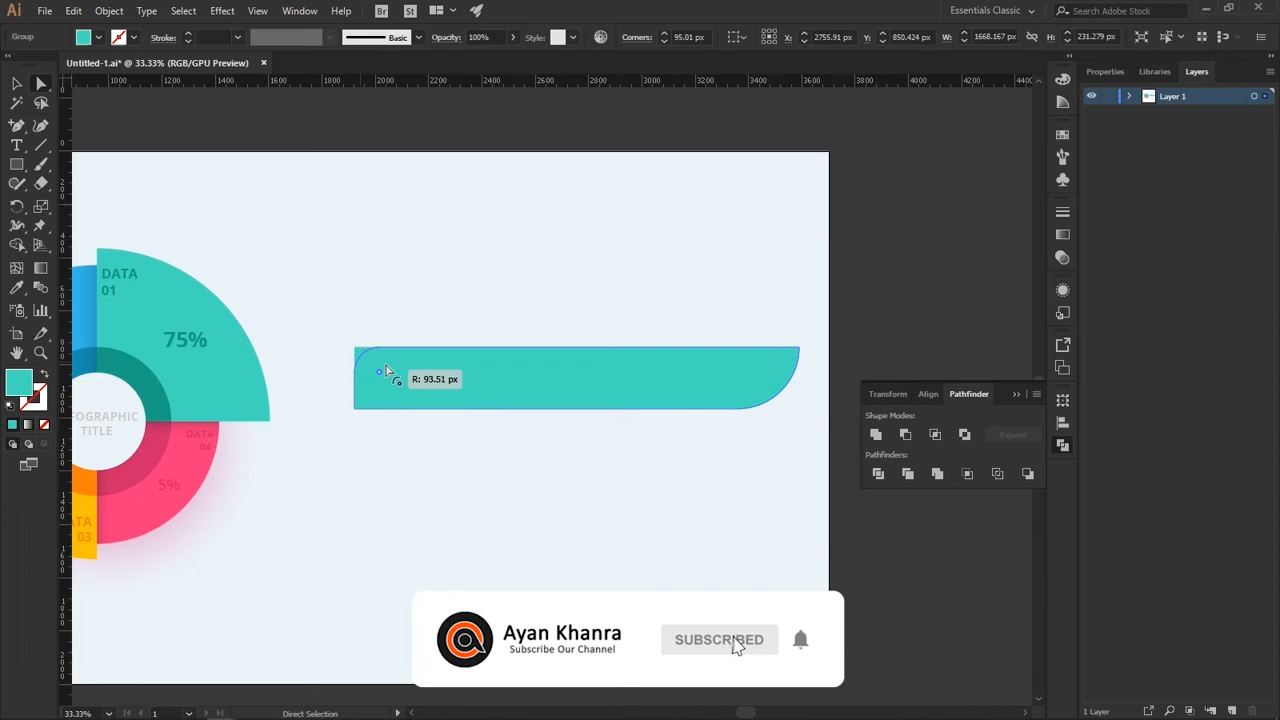 Ai File Edit Object Type Select Effect View Window Help Br St Essentials Classic Search Adobe Stock
Group Stroke: Basic Opacity: 100% Style: Corners: 95.01 px X: 2755.91 px Y: 850.424 px W: 1668.167 px H: 231.279 px
Untitled-1.ai* @ 33.33% (RGB/GPU Preview) ×
Properties Libraries Layers
1000 1200 1400 1600 2000 2200 2400 2600 2800 3000 3200 3400 3600 3800 4000 4200 440
Layer 1
DATA
01
75%
R: 93.51 px
FOGRAPHIC
TITLE
DATA
04
5%
TA
03
Transform Align Pathfinder
Shape Modes:
Expand
Pathfinders:
Ayan Khanra
Subscribe Our Channel
SUBSCRIBED
33.33% 1 Direct Selection 1 Layer